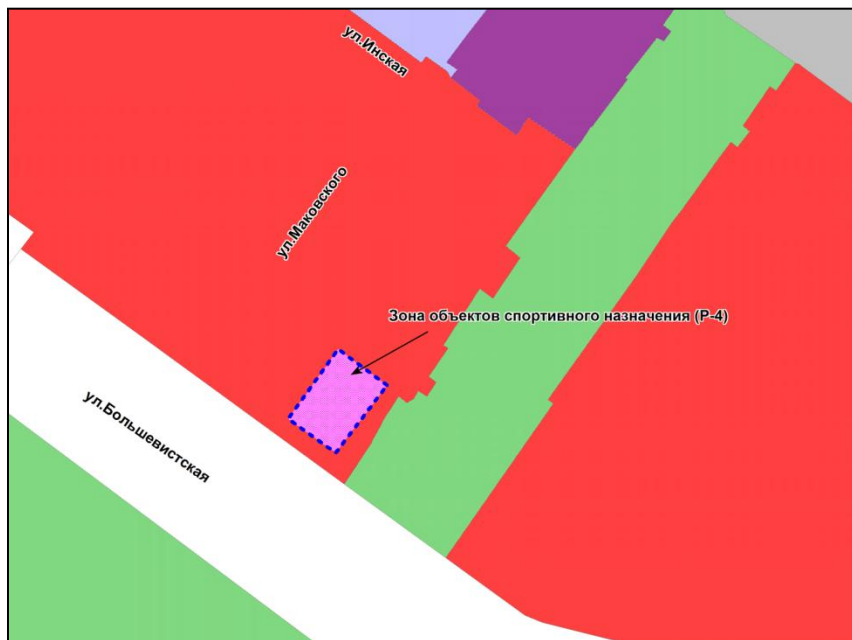 ул.Инская
ул.Маковского
Зона объектов спортивного назначения (Р-4)
ул.Большевистская